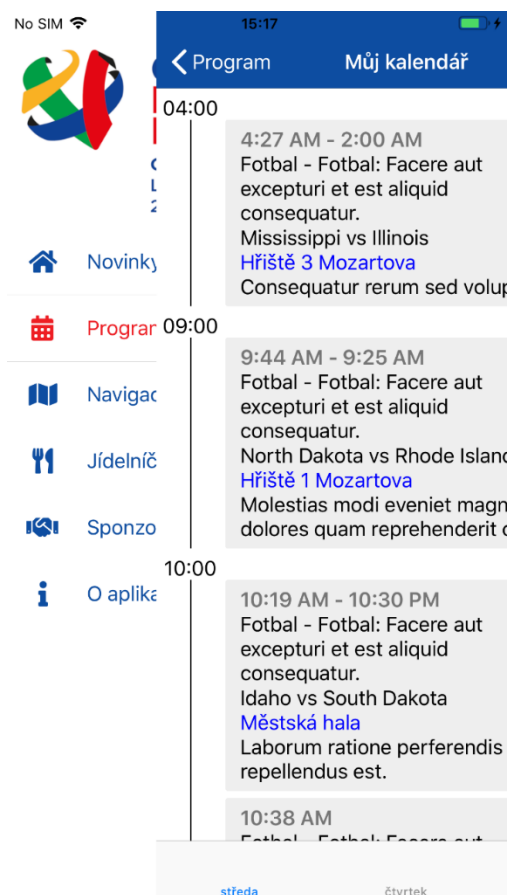 No SIM
15:17
Program
Můj kalendář
04:00
4:27 AM - 2:00 AM
Fotbal - Fotbal: Facere aut
excepturi et est aliquid
consequatur.
Mississippi vs Illinois
Hřiště 3 Mozartova
Consequatur rerum sed volup
Novinky
Program
Navigac
Jídelníč
Sponzo
O aplika
09:00
9:44 AM - 9:25 AM
Fotbal - Fotbal: Facere aut
excepturi et est aliquid
consequatur.
North Dakota vs Rhode Island
Hřiště 1 Mozartova
Molestias modi eveniet magn
dolores quam reprehenderit
10:00
10:19 AM - 10:30 PM
Fotbal - Fotbal: Facere aut
excepturi et est aliquid
consequatur.
Idaho vs South Dakota
Městská hala
Laborum ratione perferendis
repellendus est.
10:38 AM
Fotbal - Fotbal: Facere aut
středa
čtvrtek